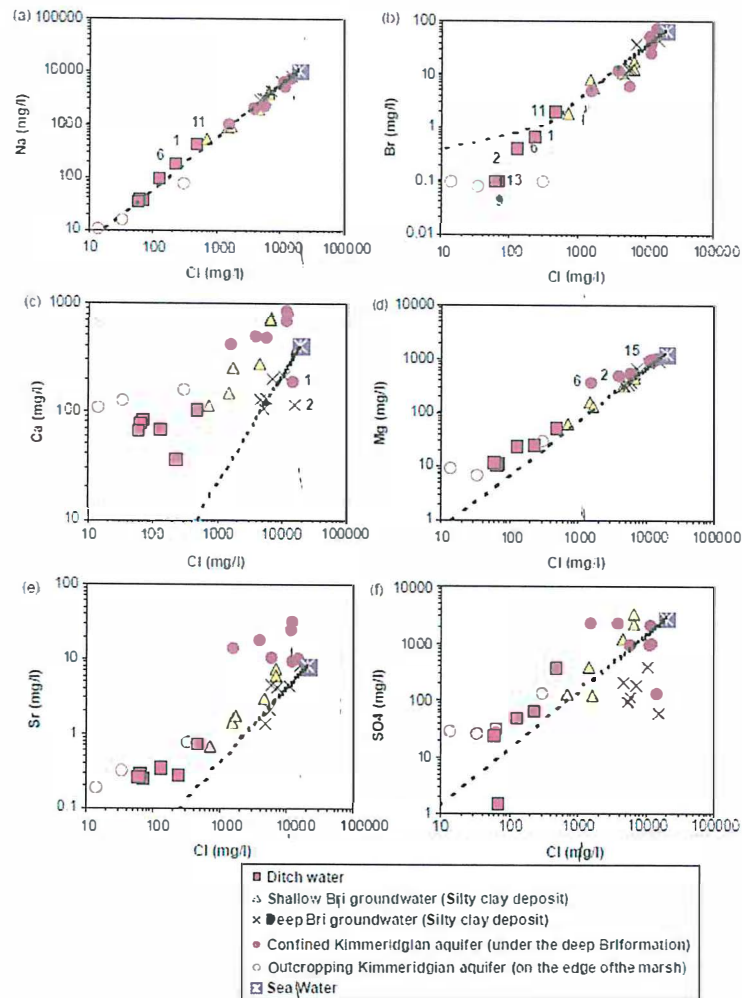 (a)
100000
10000
1000
100
10
Na (mg/l)
11
1
6
10 100 1000 10000 100000
Cl (mg/l)
(b)
100
10
1
0.1
0.01
Br (mg/l)
11
1
6
2
13
9
10 100 1000 10000 100000
Cl (mg/l)
(c)
1000
100
10
Ca (mg/l)
1
2
10 100 1000 10000 100000
Cl (mg/l)
(d)
10000
1000
100
10
1
Mg (mg/l)
15
2
6
10 100 1000 10000 100000
Cl (mg/l)
(e)
100
10
1
0.1
Sr (mg/l)
10 100 1000 10000 100000
Cl (mg/l)
(f)
10000
1000
100
10
1
SO4 (mg/l)
10 100 1000 10000 100000
Cl (mg/l)
Ditch water
Shallow Bri groundwater (Silty clay deposit)
Deep Bri groundwater (Silty clay deposit)
Confined Kimmeridgian aquifer (under the deep Bri formation)
Outcropping Kimmeridgian aquifer (on the edge of the marsh)
Sea Water